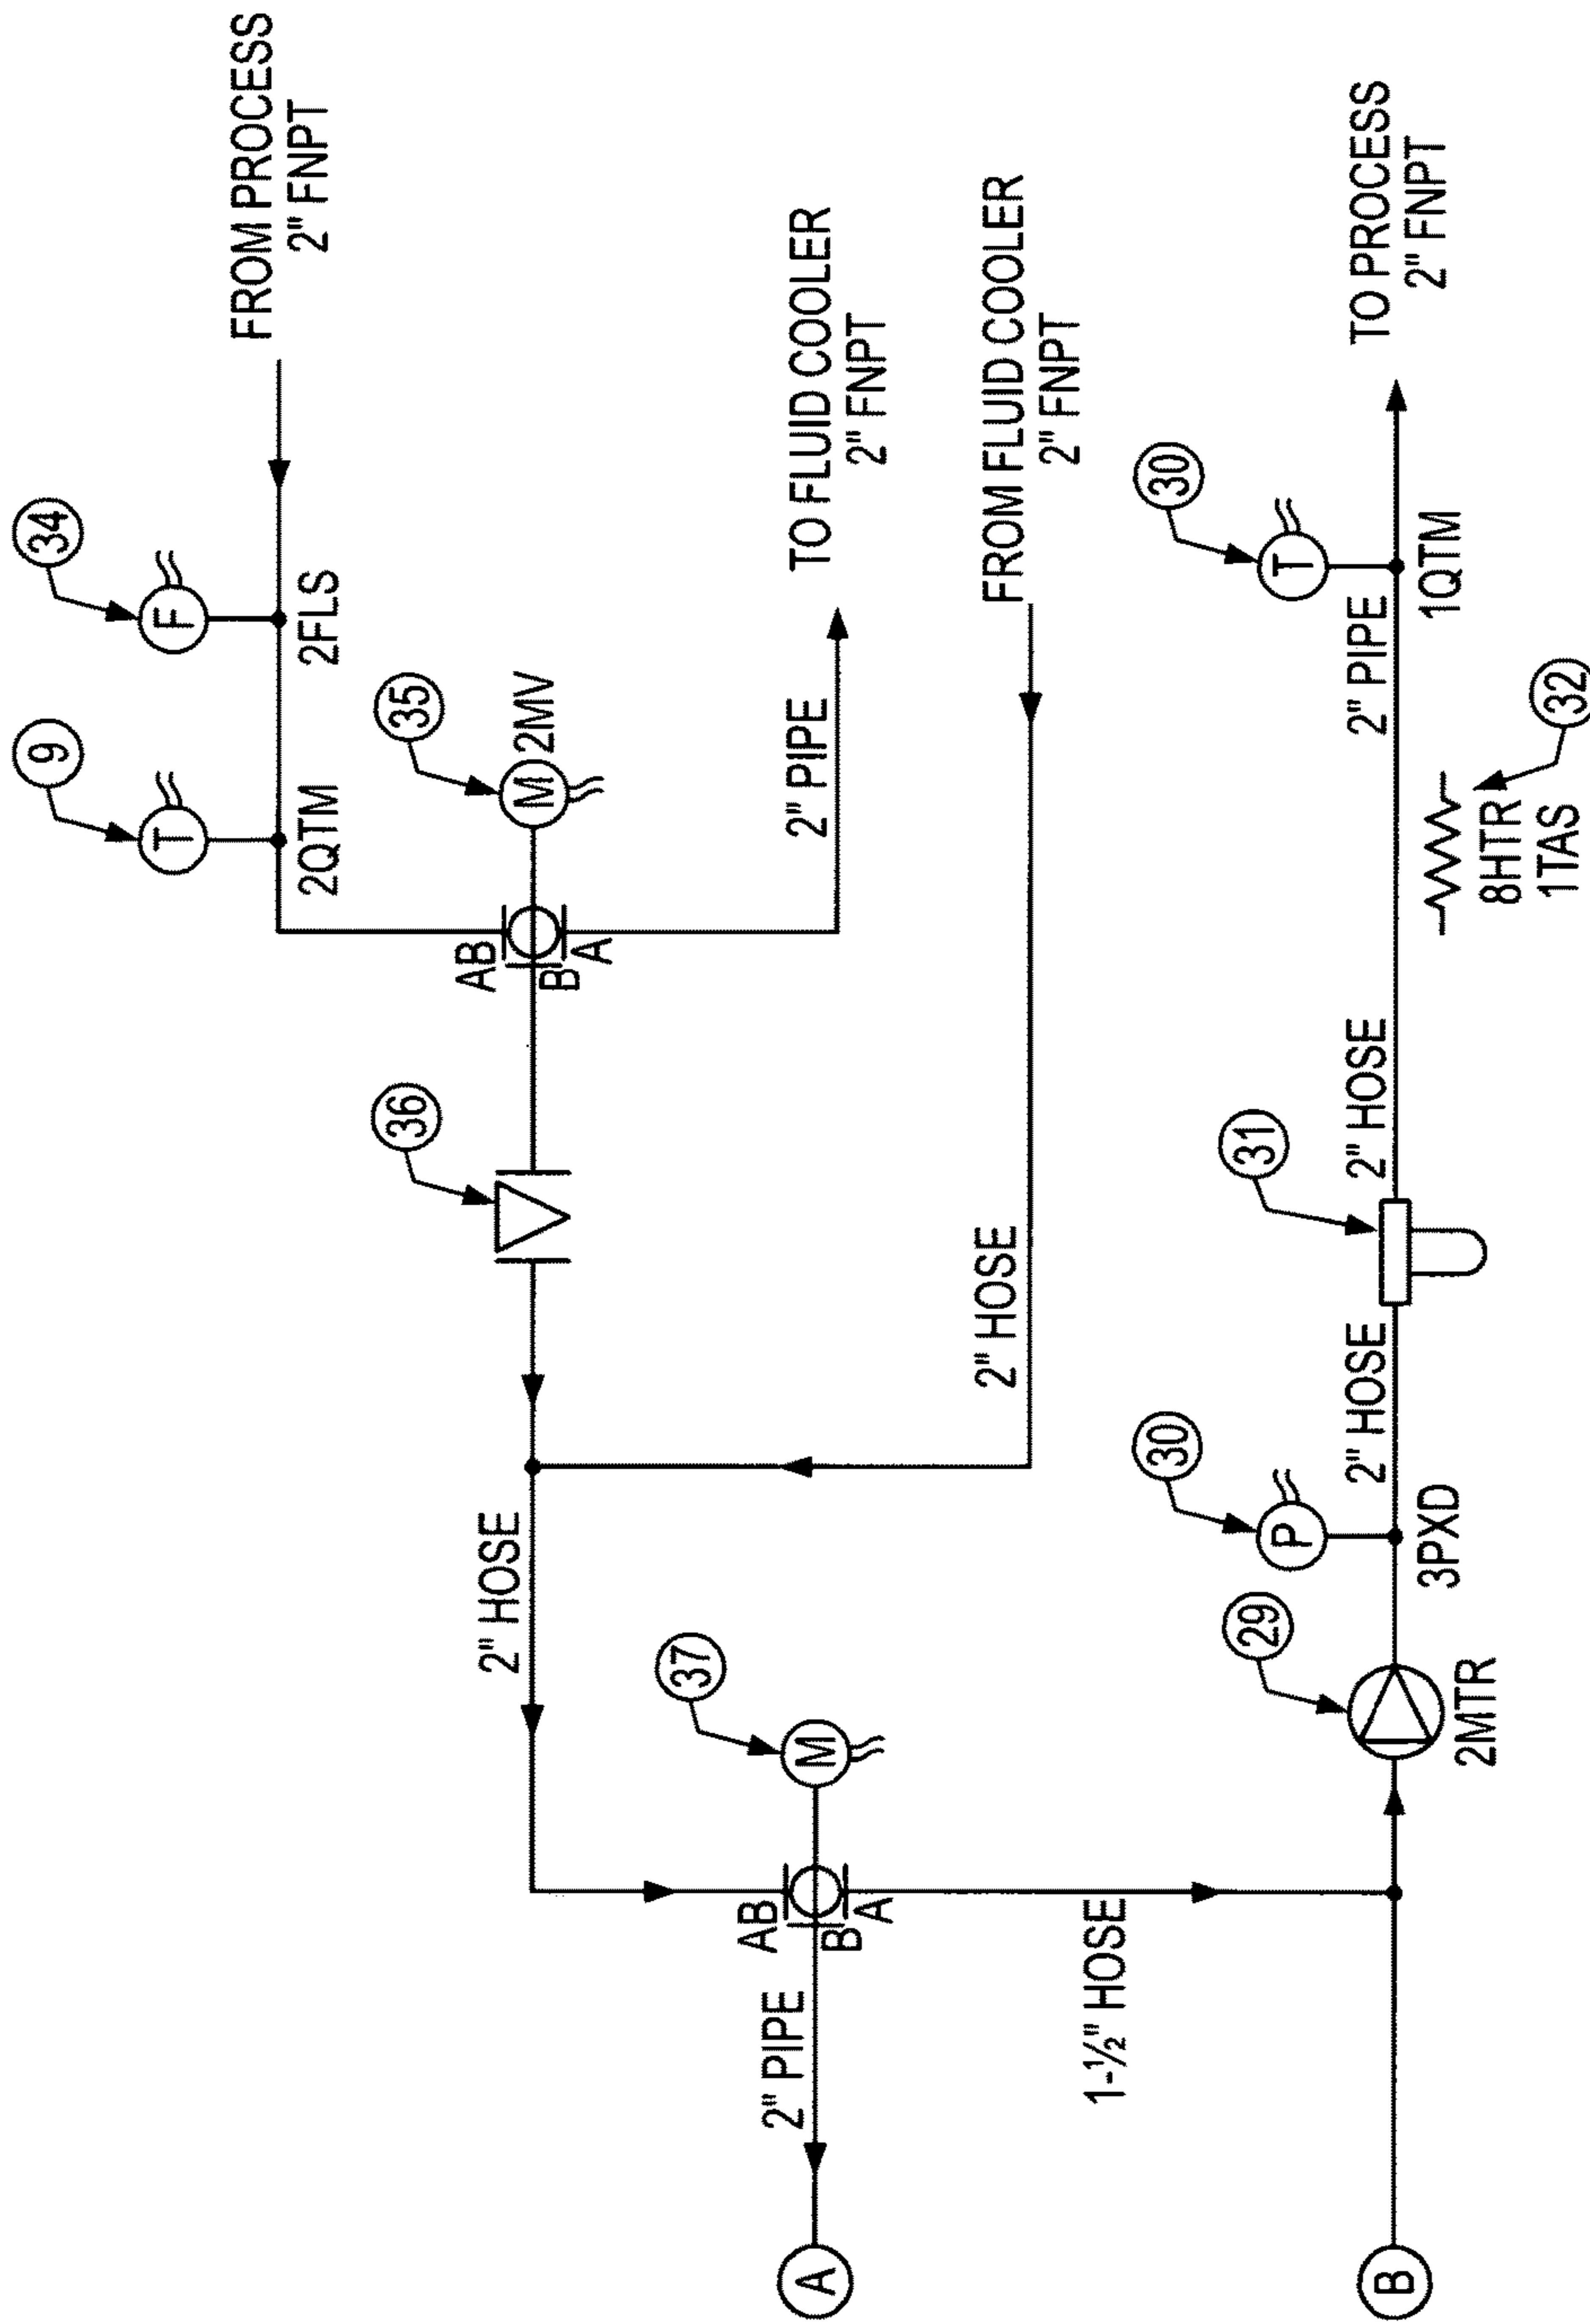 FROM PROCESS
2" FNPT
34
F
2FLS
9
T
2QTM
35
M
2MV
AB
B
A
2" PIPE
TO FLUID COOLER
2" FNPT
36
FROM FLUID COOLER
2" FNPT
2" HOSE
2" HOSE
37
M
AB
B
A
2" PIPE
A
1-½" HOSE
B
29
2MTR
30
P
3PXD
2" HOSE
31
2" HOSE
8HTR
1TAS
32
2" PIPE
30
T
1QTM
TO PROCESS
2" FNPT